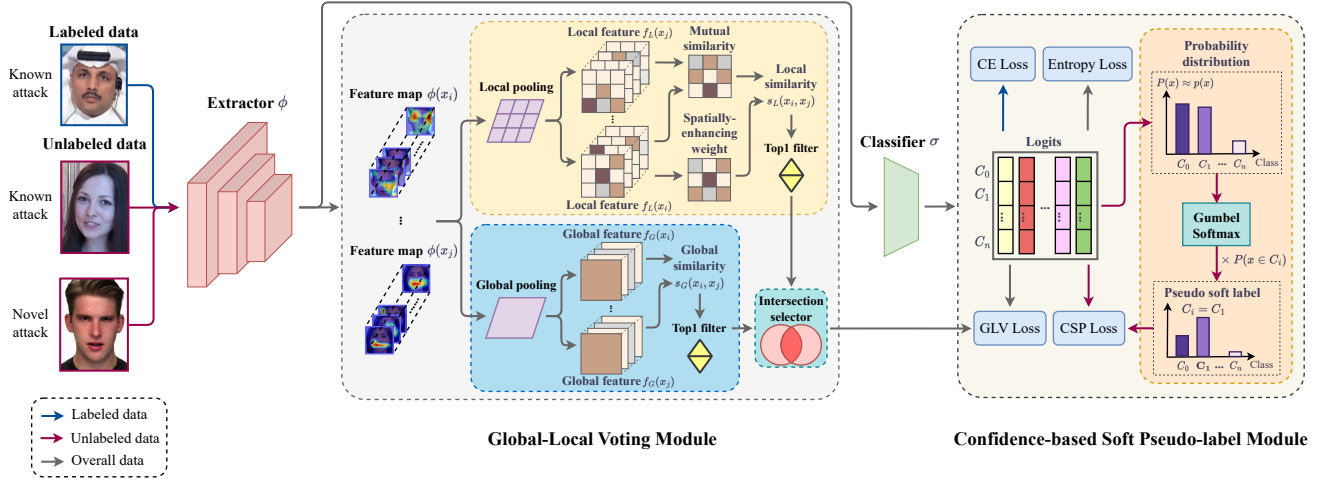 Labeled data
Known
attack
Unlabeled data
Known
attack
Novel
attack
Extractor ϕ
Labeled data
Unlabeled data
Overall data
Feature map ϕ(x_i)
...
Feature map ϕ(x_j)
Local pooling
Local feature f_L(x_j)
...
Local feature f_L(x_i)
Mutual
similarity
Spatially-
enhancing
weight
Local
similarity
s_L(x_i, x_j)
Top1 filter
Global pooling
Global feature f_G(x_i)
...
Global feature f_G(x_j)
Global
similarity
s_G(x_i, x_j)
Top1 filter
Intersection
selector
Global-Local Voting Module
Classifier σ
CE Loss
Entropy Loss
Logits
C_0
C_1
...
C_n
GLV Loss
CSP Loss
Probability
distribution
P(x) ≈ p(x)
C_0 C_1 ... C_n Class
Gumbel
Softmax
× P(x ∈ C_i)
Pseudo soft label
C_i = C_1
C_0 C_1 ... C_n Class
Confidence-based Soft Pseudo-label Module